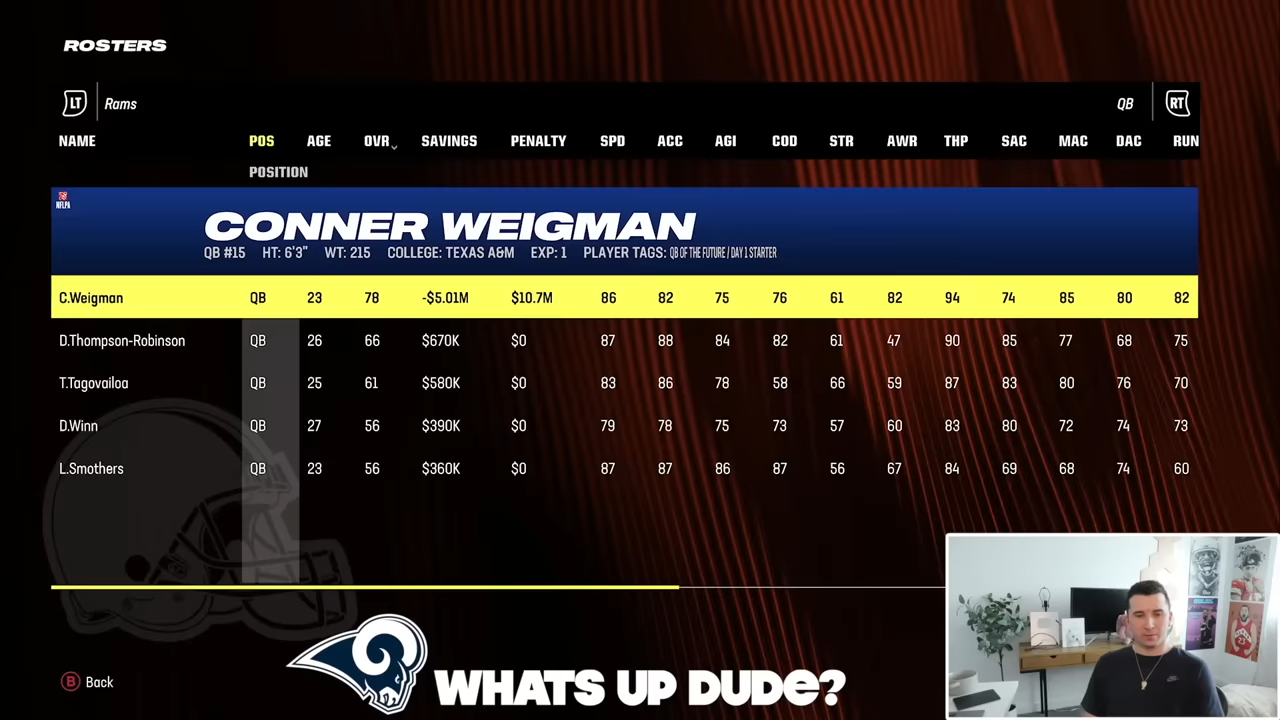 ROSTERS
LT Rams QB RT
NAME POS AGE OVR SAVINGS PENALTY SPD ACC AGI COD STR AWR THP SAC MAC DAC RUN
POSITION
NFLPA
CONNER WEIGMAN
QB #15 HT: 6'3" WT: 215 COLLEGE: TEXAS A&M EXP: 1 PLAYER TAGS: QB OF THE FUTURE / DAY 1 STARTER
C.Weigman QB 23 78 -$5.01M $10.7M 86 82 75 76 61 82 94 74 85 80 82
D.Thompson-Robinson QB 26 66 $670K $0 87 88 84 82 61 47 90 85 77 68 75
T.Tagovailoa QB 25 61 $580K $0 83 86 78 58 66 59 87 83 80 76 70
D.Winn QB 27 56 $390K $0 79 78 75 73 57 60 83 80 72 74 73
L.Smothers QB 23 56 $360K $0 87 87 86 87 56 67 84 69 68 74 60
B Back
WHATS UP DUDe?